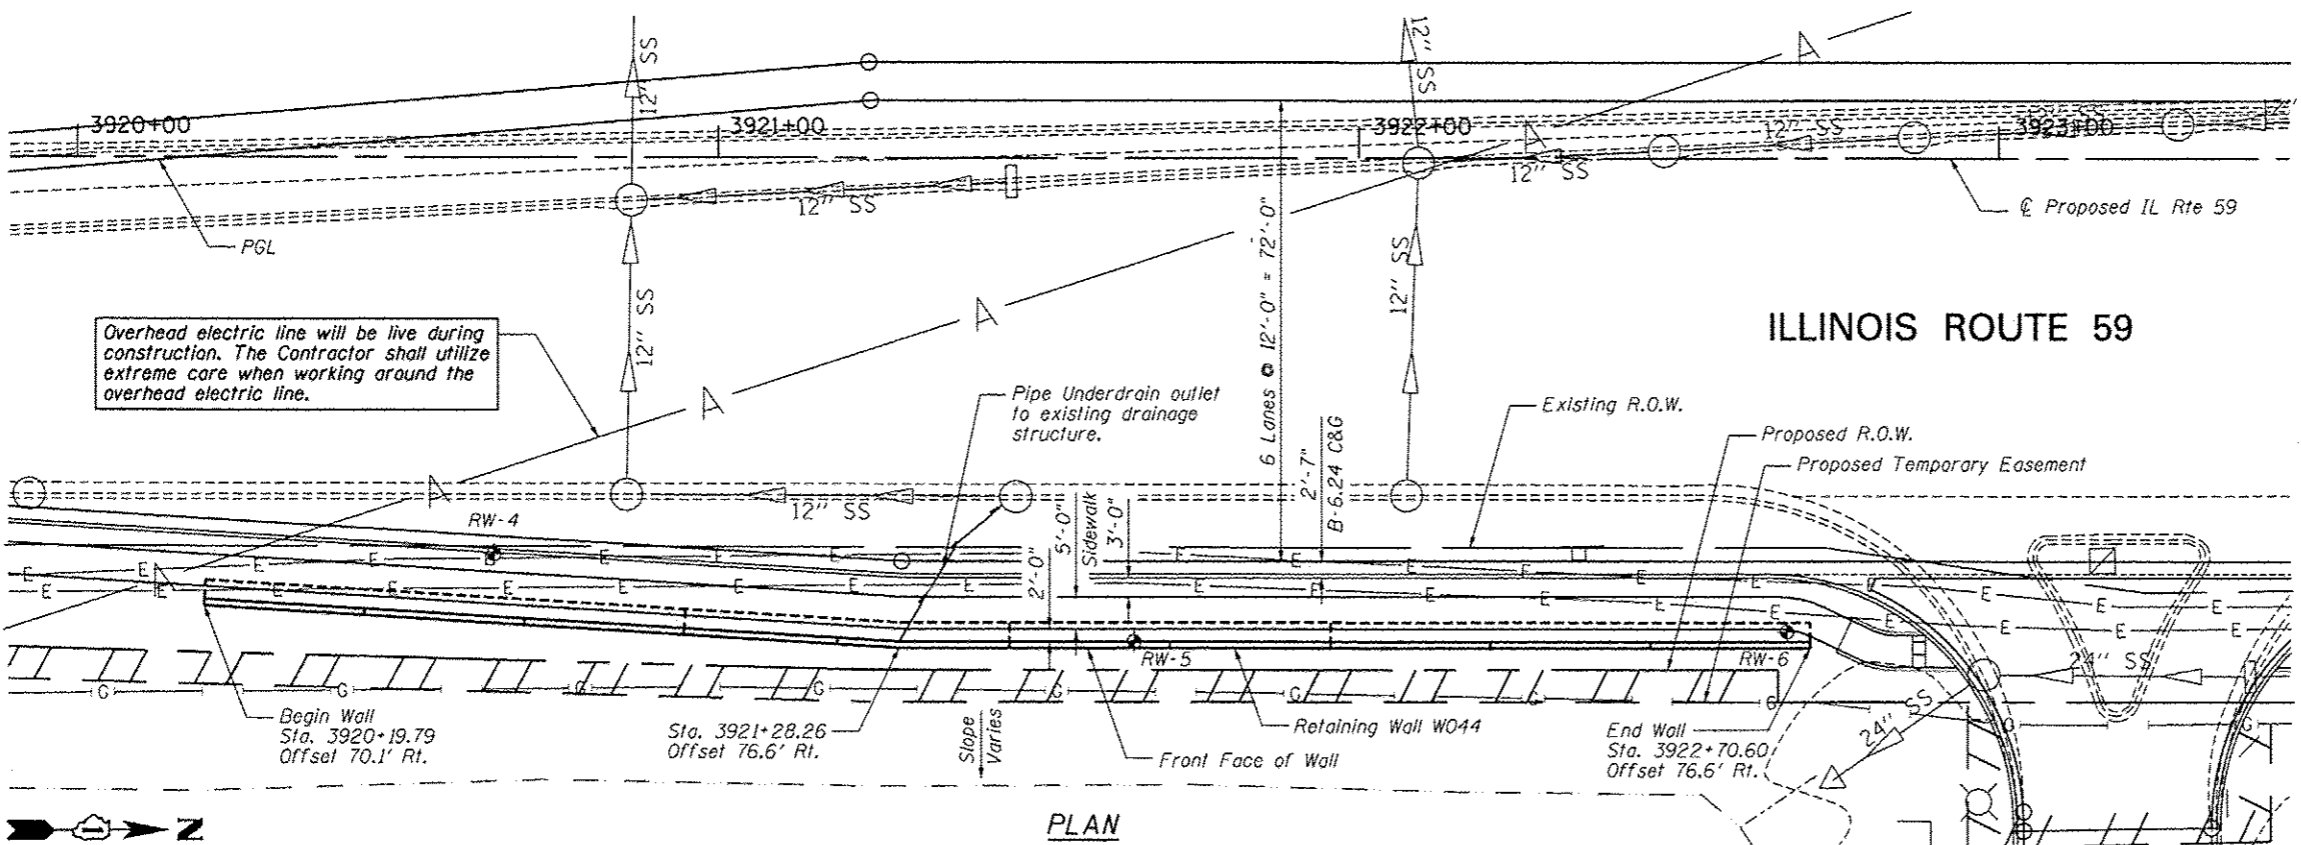 12" SS
12"
SS
A
3920+00
3921+00
3922+00
3923+00
12" SS
A
12" SS
12" SS
PGL
℄ Proposed IL Rte 59
12" SS
12" SS
A
6 Lanes @ 12'-0" = 72'-0"
ILLINOIS ROUTE 59
Overhead electric line will be live during
construction. The Contractor shall utilize
extreme care when working around the
overhead electric line.
A
Pipe Underdrain outlet
to existing drainage
structure.
Existing R.O.W.
2'-7"
B-6.24 C&G
Proposed R.O.W.
Proposed Temporary Easement
A
12" SS
RW-4
5'-0"
Sidewalk
3'-0"
2'-0"
A
E E E E E E E E E E E E
E E E E E E E E E E E E
RW-5
RW-6
24" SS
G G G G G G G G G
Begin Wall
Sta. 3920+19.79
Offset 70.1' Rt.
Sta. 3921+28.26
Offset 76.6' Rt.
Slope
Varies
Retaining Wall W044
Front Face of Wall
End Wall
Sta. 3922+70.60
Offset 76.6' Rt.
24" SS
Z
PLAN